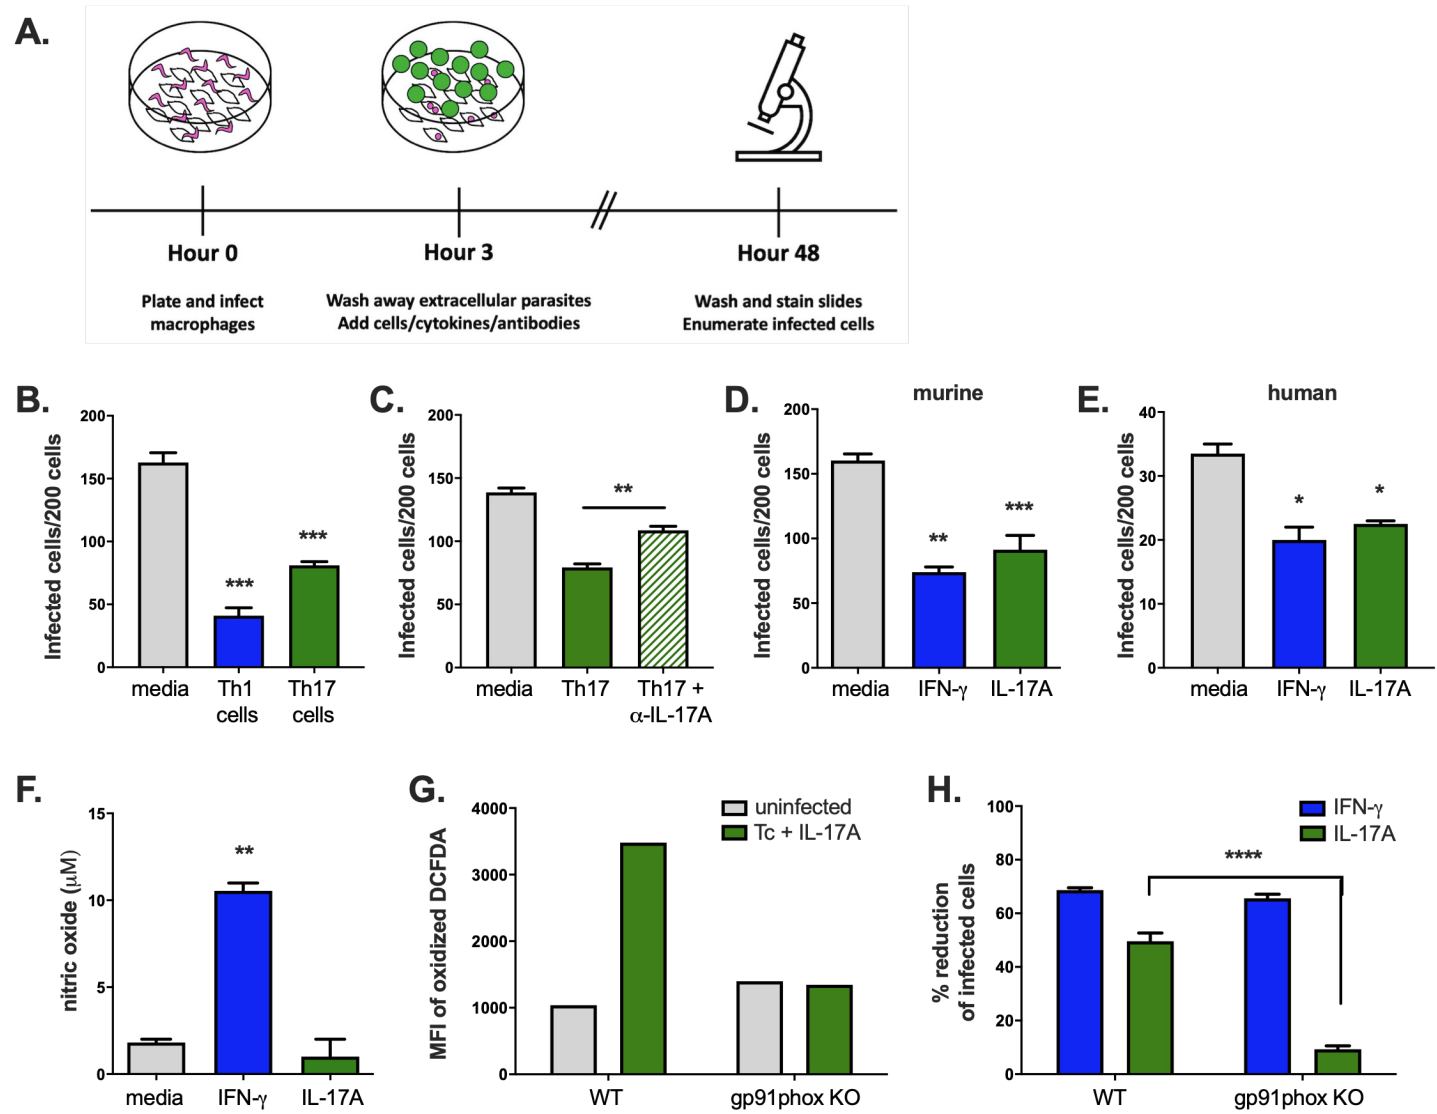 A.
Hour 0
Hour 3
Hour 48
Plate and infect
macrophages
Wash away extracellular parasites
Add cells/cytokines/antibodies
Wash and stain slides
Enumerate infected cells
B.
Infected cells/200 cells
200
150
100
50
0
***
***
media
Th1
cells
Th17
cells
C.
Infected cells/200 cells
200
150
100
50
0
**
media
Th17
Th17 +
α-IL-17A
D.
murine
Infected cells/200 cells
200
150
100
50
0
**
***
media
IFN-γ
IL-17A
E.
human
Infected cells/200 cells
40
30
20
10
0
*
*
media
IFN-γ
IL-17A
F.
nitric oxide (μM)
15
10
5
0
**
media
IFN-γ
IL-17A
G.
MFI of oxidized DCFDA
4000
3000
2000
1000
0
uninfected
Tc + IL-17A
WT
gp91phox KO
H.
% reduction
of infected cells
100
80
60
40
20
0
IFN-γ
IL-17A
****
WT
gp91phox KO